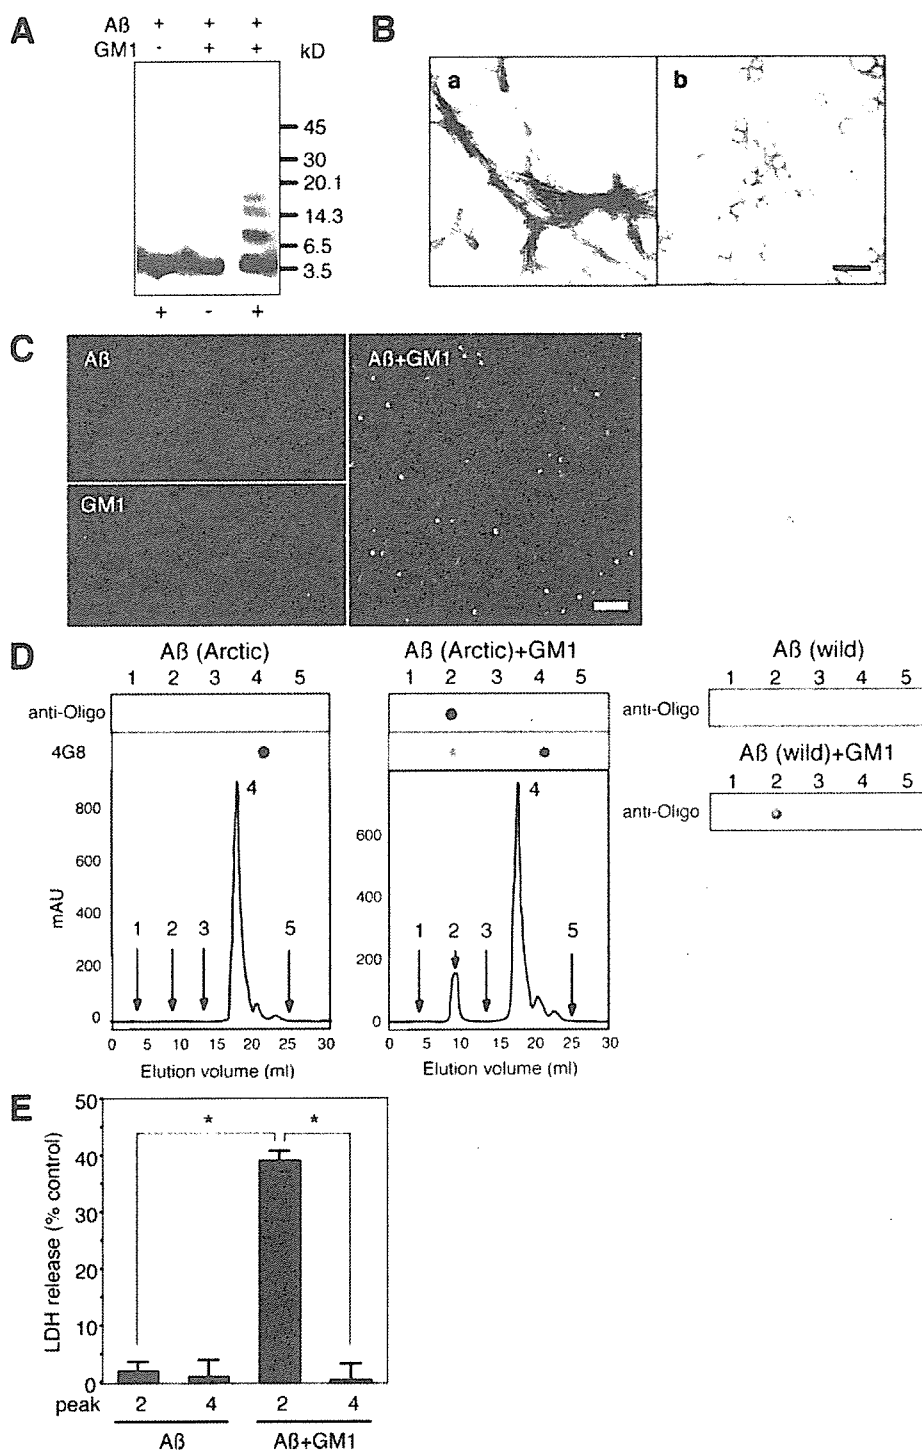 A
Aß + + +
GM1 - + + kD
45
30
20.1
14.3
6.5
3.5
+ - +
B
a b
C
Aß Aß+GM1
GM1
D
Aß (Arctic)
1 2 3 4 5
anti-Oligo
4G8
4
800
600
400
200
0
mAU
1 2 3 5
0 5 10 15 20 25 30
Elution volume (ml)
Aß (Arctic)+GM1
1 2 3 4 5
4
600
400
200
0
1 2 3 5
0 5 10 15 20 25 30
Elution volume (ml)
Aß (wild)
1 2 3 4 5
anti-Oligo
Aß (wild)+GM1
1 2 3 4 5
anti-Oligo
E
50
40
30
20
10
0
LDH release (% control)
* *
peak 2 4 2 4
Aß Aß+GM1